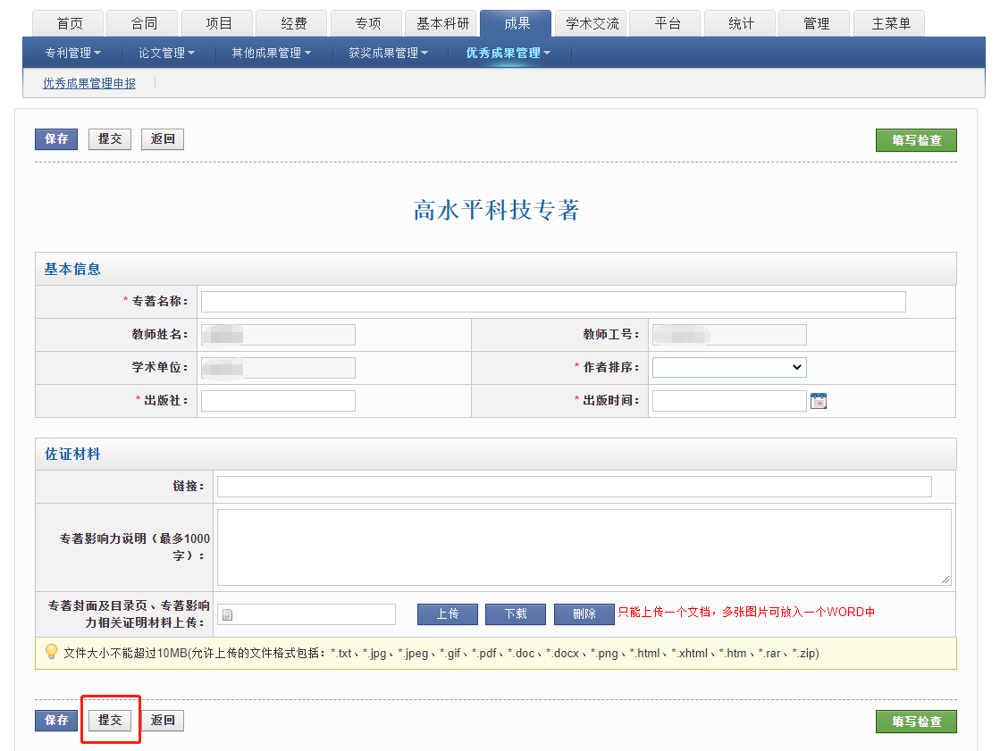 首页 合同 项目 经费 专项 基本科研 成果 学术交流 平台 统计 管理 主菜单
专利管理 论文管理 其他成果管理 获奖成果管理 优秀成果管理
优秀成果管理申报
保存 提交 返回 填写检查
高水平科技专著
基本信息
* 专著名称：
教师姓名： 教师工号：
学术单位： * 作者排序：
* 出版社： * 出版时间：
佐证材料
链接：
专著影响力说明（最多1000
字）：
专著封面及目录页、专著影响
力相关证明材料上传： 上传 下载 删除 只能上传一个文档，多张图片可放入一个WORD中
文件大小不能超过10MB(允许上传的文件格式包括：*.txt、*.jpg、*.jpeg、*.gif、*.pdf、*.doc、*.docx、*.png、*.html、*.xhtml、*.htm、*.rar、*.zip)
保存 提交 返回 填写检查